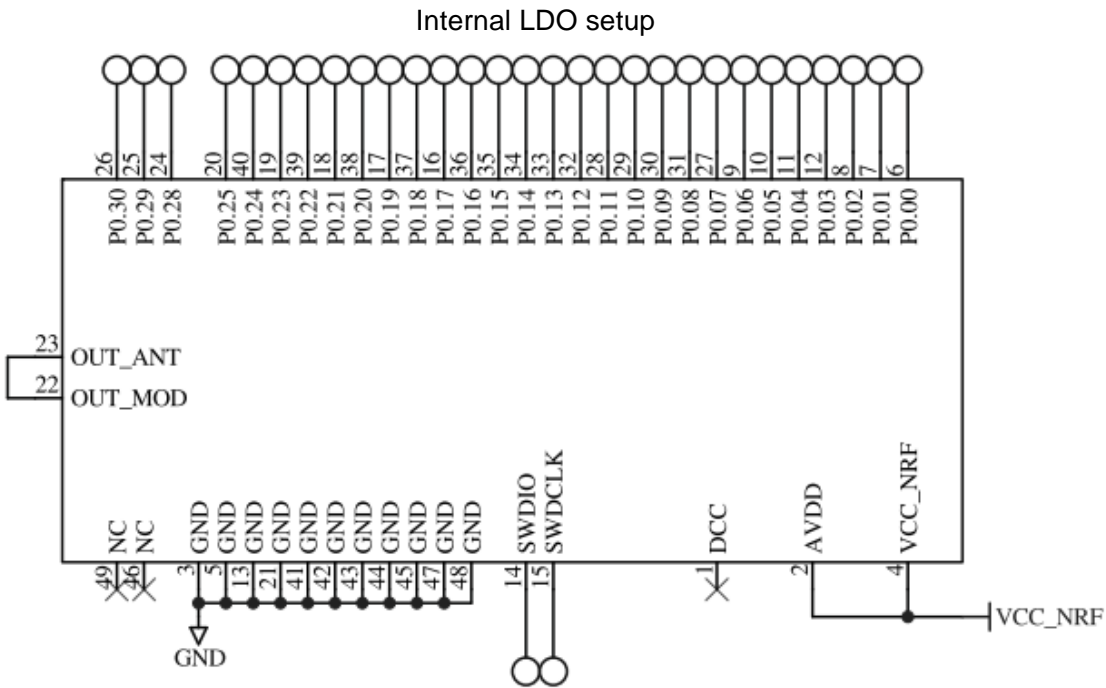 Internal LDO setup
26 25 24 20 40 19 39 18 38 17 37 16 36 35 34 33 32 28 29 30 31 27 9 10 11 12 8 7 6
P0.30 P0.29 P0.28 P0.25 P0.24 P0.23 P0.22 P0.21 P0.20 P0.19 P0.18 P0.17 P0.16 P0.15 P0.14 P0.13 P0.12 P0.11 P0.10 P0.09 P0.08 P0.07 P0.06 P0.05 P0.04 P0.03 P0.02 P0.01 P0.00
23 OUT_ANT
22 OUT_MOD
NC NC GND GND GND GND GND GND GND GND GND GND GND SWDIO SWDCLK DCC AVDD VCC_NRF
49 46 3 5 13 21 41 42 43 44 45 47 48 14 15 1 2 4
VCC_NRF
GND